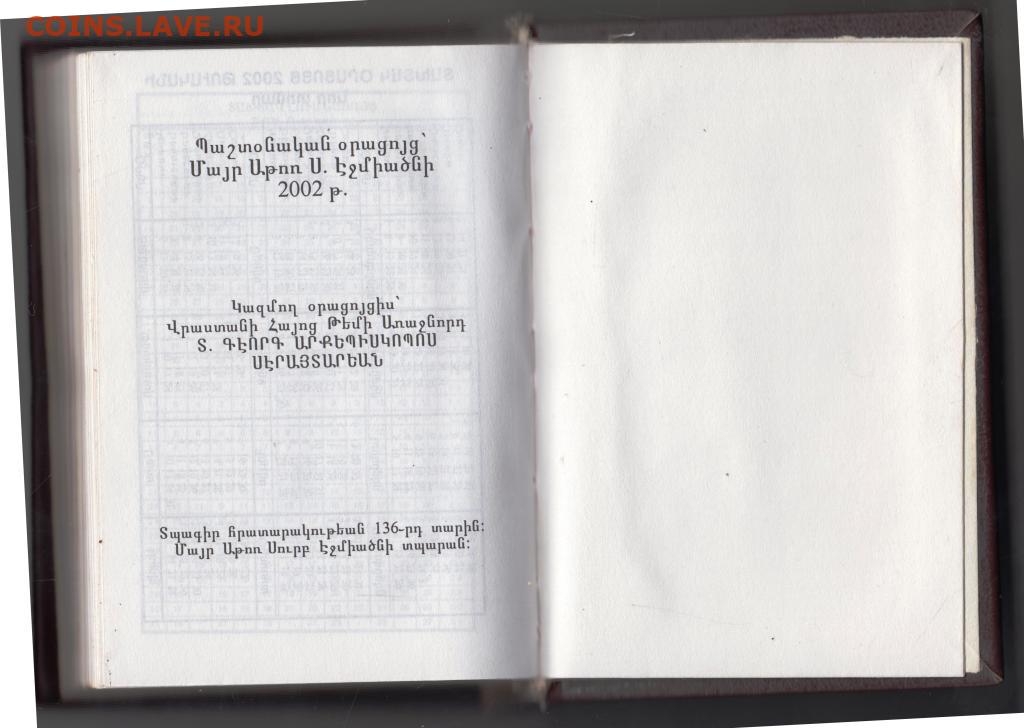 COINS.LAVE.RU
Պաշտօնական օրացոյց՝
Մայր Աթոռ Ս. Էջմիածնի
2002 թ.
Կազմող օրացոյցիս՝
Վրաստանի Հայոց Թեմի Առաջնորդ
Տ. ԳԷՈՐԳ ԱՐՔԵՊԻՍԿՈՊՈՍ
ՍԷՐԱՅՏԱՐԵԱՆ
Տպագիր հրատարակութեան 136-րդ տարին:
Մայր Աթոռ Սուրբ Էջմիածնի տպարան: